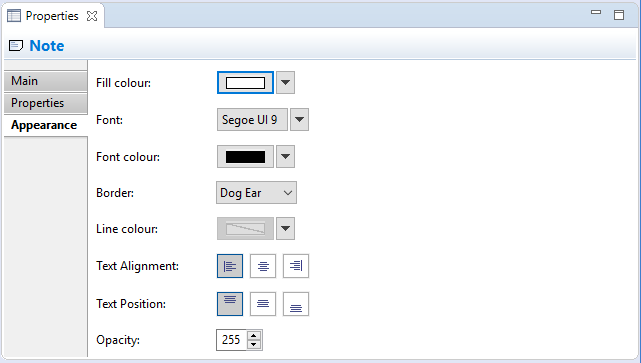 Properties
Note
Main
Properties
Appearance
Fill colour:
Font: Segoe UI 9
Font colour:
Border: Dog Ear
Line colour:
Text Alignment:
Text Position:
Opacity: 255